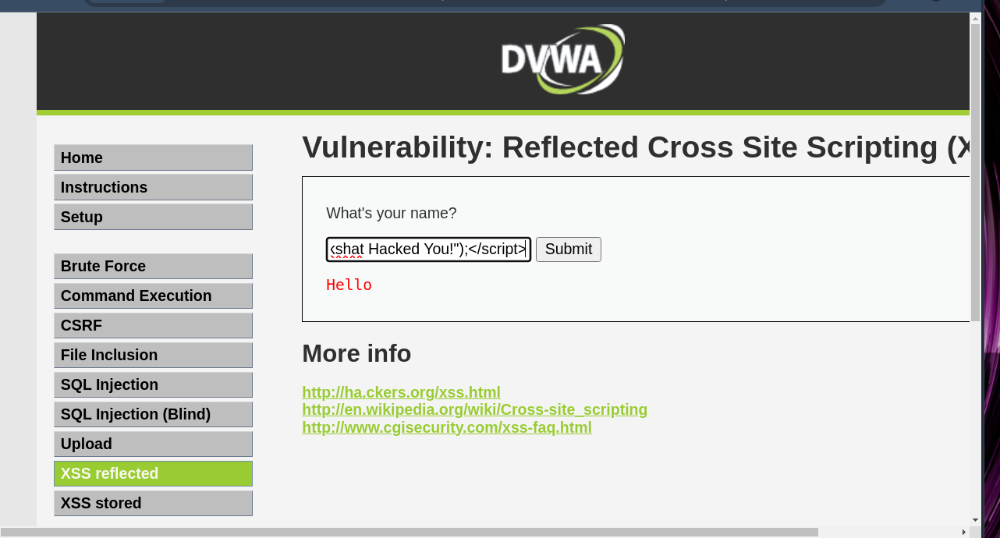 DVWA
Home
Instructions
Setup
Brute Force
Command Execution
CSRF
File Inclusion
SQL Injection
SQL Injection (Blind)
Upload
XSS reflected
XSS stored
Vulnerability: Reflected Cross Site Scripting (X
What's your name?
kshat Hacked You!");</script>
Submit
Hello
More info
http://ha.ckers.org/xss.html
http://en.wikipedia.org/wiki/Cross-site_scripting
http://www.cgisecurity.com/xss-faq.html